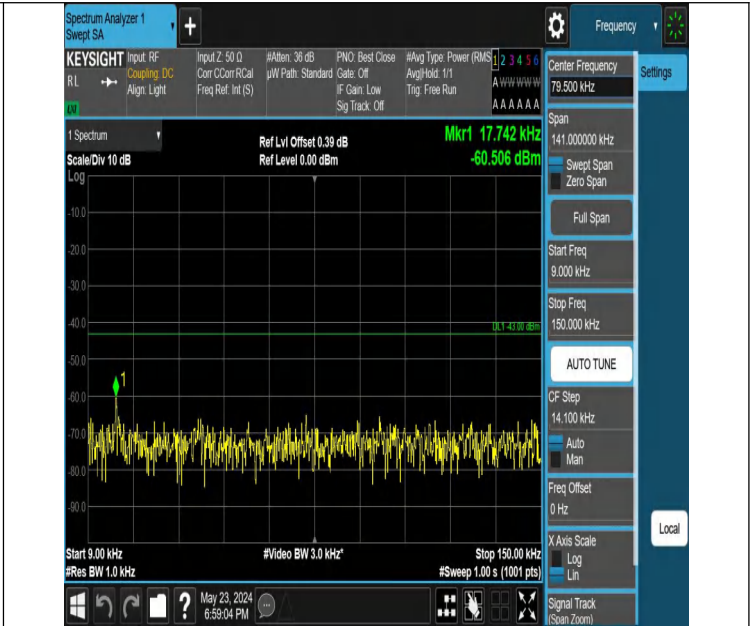 Spectrum Analyzer 1
Swept SA
+
Frequency
KEYSIGHT
RL
LXI
Input: RF
Coupling: DC
Align: Light
Input Z: 50 Ω
Corr CCorr RCal
Freq Ref: Int (S)
#Atten: 36 dB
µW Path: Standard
PNO: Best Close
Gate: Off
IF Gain: Low
Sig Track: Off
#Avg Type: Power (RMS
Avg|Hold: 1/1
Trig: Free Run
1 2 3 4 5 6
A W W W W W
A A A A A A
1 Spectrum
Scale/Div 10 dB
Log
Ref Lvl Offset 0.39 dB
Ref Level 0.00 dBm
Mkr1 17.742 kHz
-60.506 dBm
-10.0
-20.0
-30.0
-40.0
DL1 -43.00 dBm
-50.0
1
-60.0
-70.0
-80.0
-90.0
Start 9.00 kHz
#Res BW 1.0 kHz
#Video BW 3.0 kHz*
Stop 150.00 kHz
#Sweep 1.00 s (1001 pts)
?
May 23, 2024
6:59:04 PM
Center Frequency
79.500 kHz
Settings
Span
141.000000 kHz
Swept Span
Zero Span
Full Span
Start Freq
9.000 kHz
Stop Freq
150.000 kHz
AUTO TUNE
CF Step
14.100 kHz
Auto
Man
Freq Offset
0 Hz
X Axis Scale
Log
Lin
Local
Signal Track
(Span Zoom)